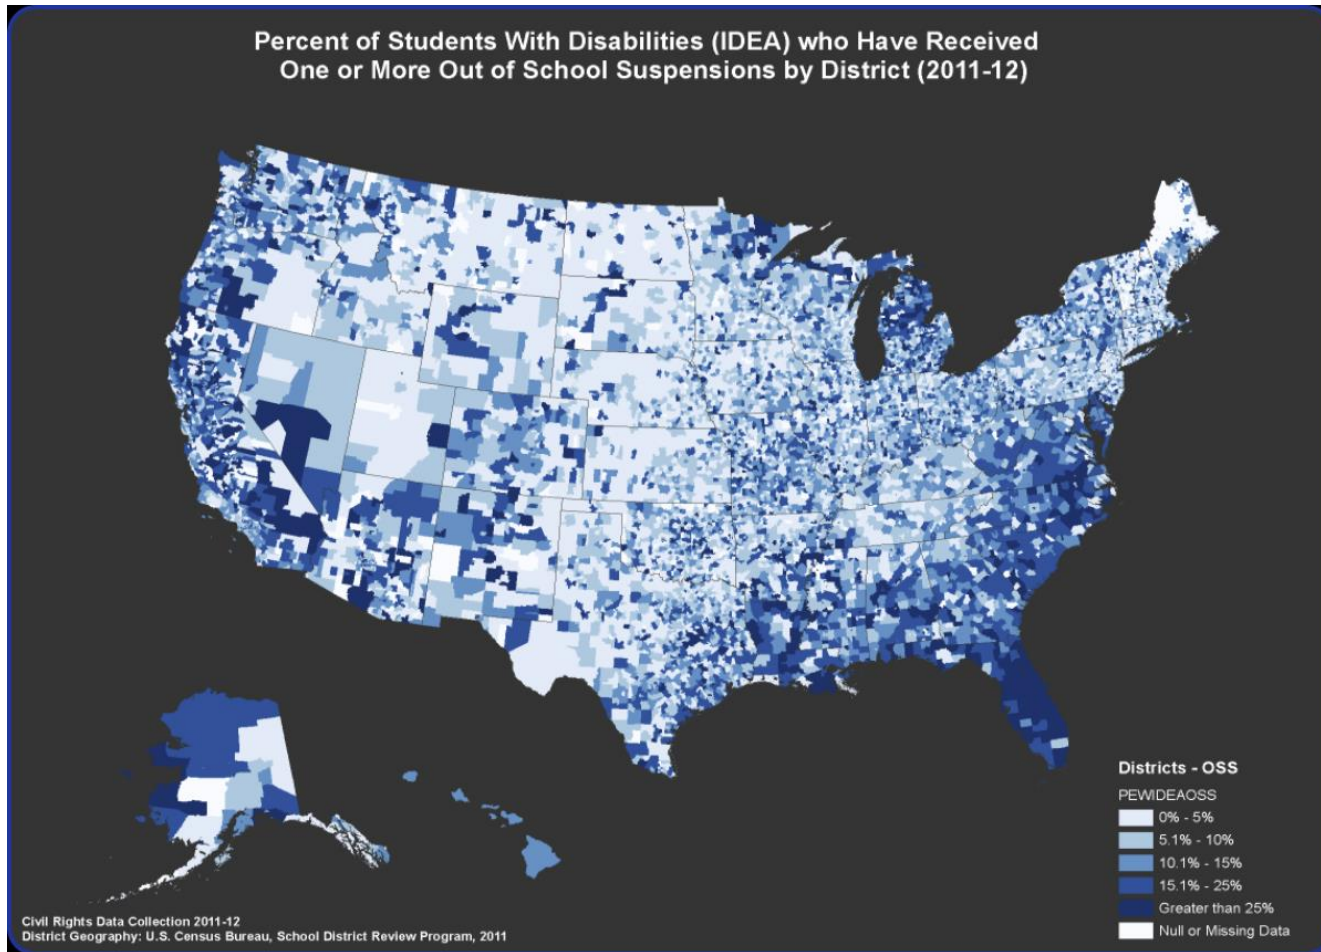 Percent of Students With Disabilities (IDEA) who Have Received
One or More Out of School Suspensions by District (2011-12)
Districts - OSS
PEWIDEAOSS
0% - 5%
5.1% - 10%
10.1% - 15%
15.1% - 25%
Greater than 25%
Null or Missing Data
Civil Rights Data Collection 2011-12
District Geography: U.S. Census Bureau, School District Review Program, 2011